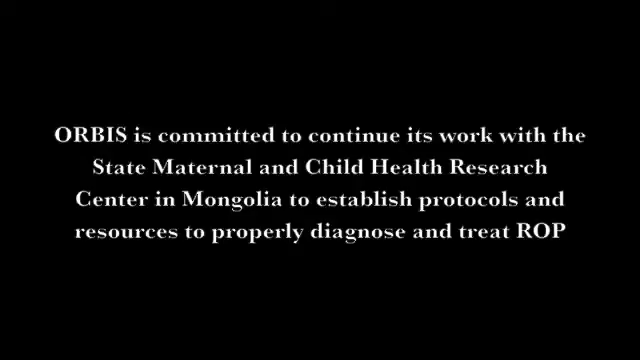 ORBIS is committed to continue its work with the
State Maternal and Child Health Research
Center in Mongolia to establish protocols and
resources to properly diagnose and treat ROP